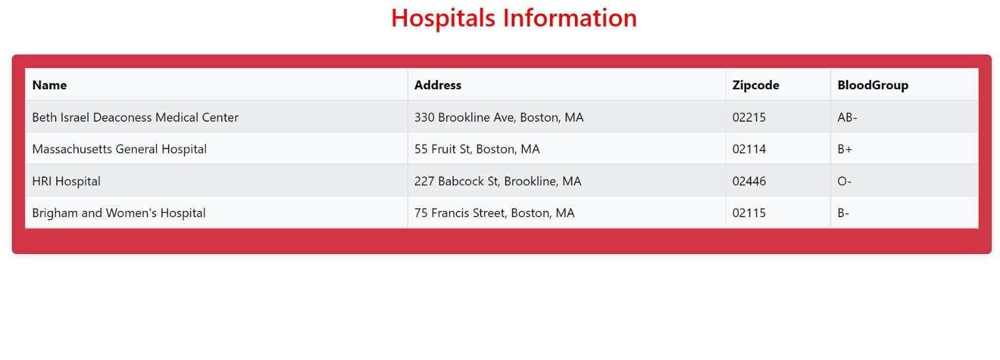 Hospitals Information
Name Address Zipcode BloodGroup
Beth Israel Deaconess Medical Center 330 Brookline Ave, Boston, MA 02215 AB-
Massachusetts General Hospital 55 Fruit St, Boston, MA 02114 B+
HRI Hospital 227 Babcock St, Brookline, MA 02446 O-
Brigham and Women's Hospital 75 Francis Street, Boston, MA 02115 B-